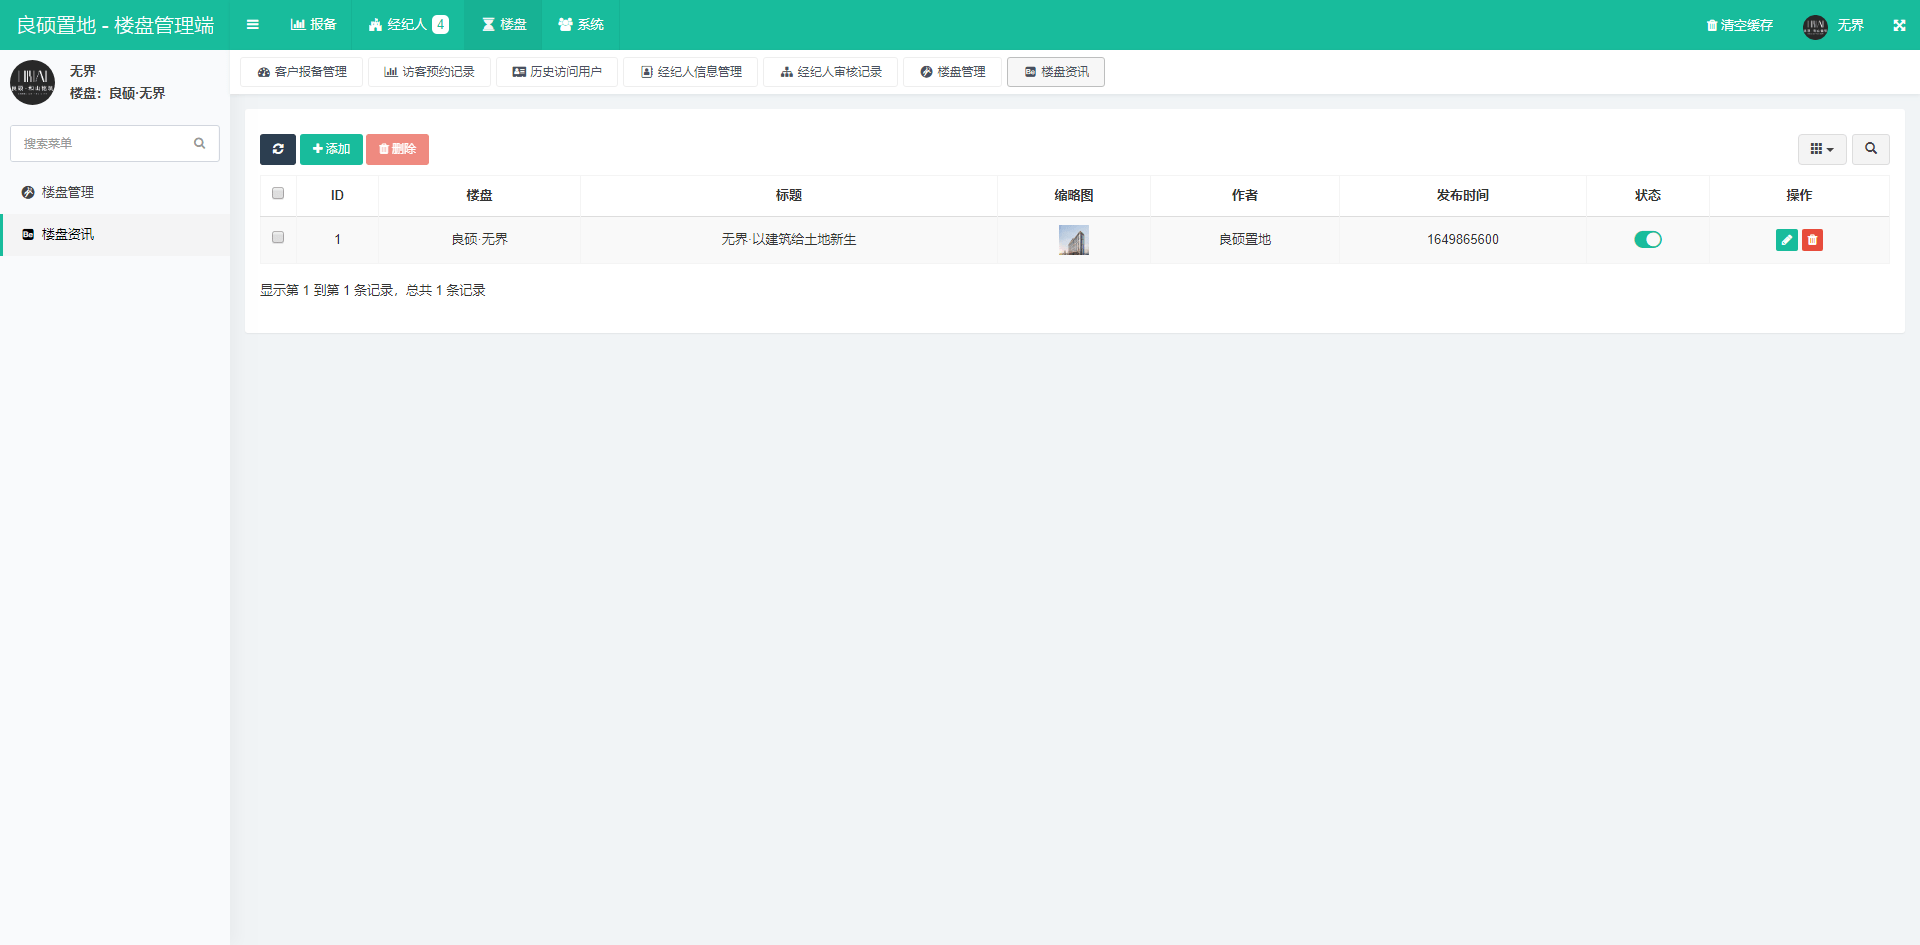 良硕置地 - 楼盘管理端
报备
经纪人 4
楼盘
系统
清空缓存
无界
无界
楼盘：良硕·无界
搜索菜单
楼盘管理
楼盘资讯
客户报备管理
访客预约记录
历史访问用户
经纪人信息管理
经纪人审核记录
楼盘管理
楼盘资讯
添加
删除
ID 楼盘 标题 缩略图 作者 发布时间 状态 操作
1 良硕·无界 无界·以建筑给土地新生 良硕置地 1649865600
显示第 1 到第 1 条记录，总共 1 条记录